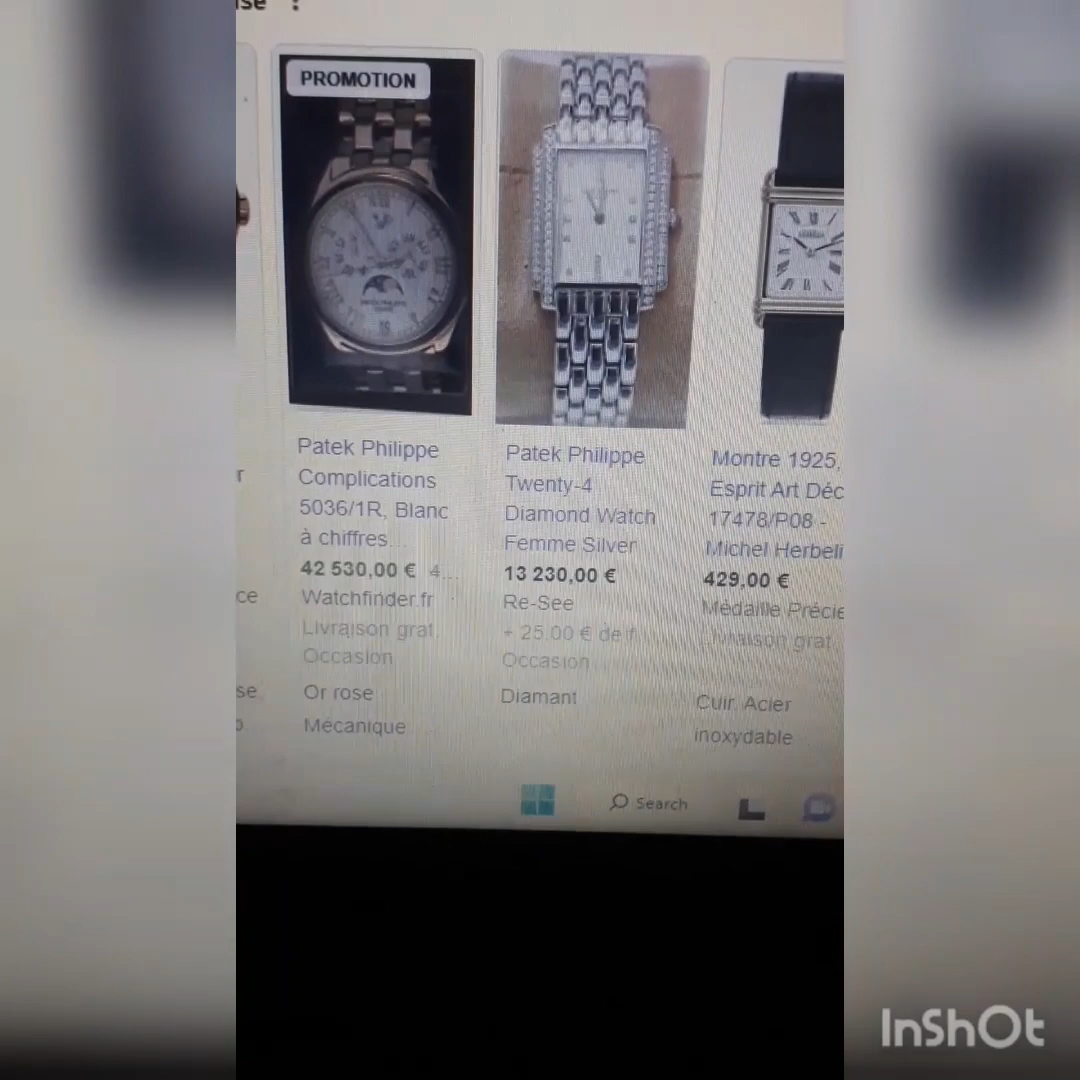 PROMOTION
Patek Philippe
Complications
5036/1R, Blanc
à chiffres...
42 530,00 € 4...
Watchfinder.fr
Livraison grat.
Occasion
Or rose
Mécanique
Patek Philippe
Twenty-4
Diamond Watch
Femme Silver
13 230,00 €
Re-See
+ 25,00 € de f
Occasion
Diamant
Montre 1925,
Esprit Art Déc
17478/P08 -
Michel Herbeli
429,00 €
Médaille Précie
Livraison grat.
Cuir, Acier
inoxydable
Search
InShOt